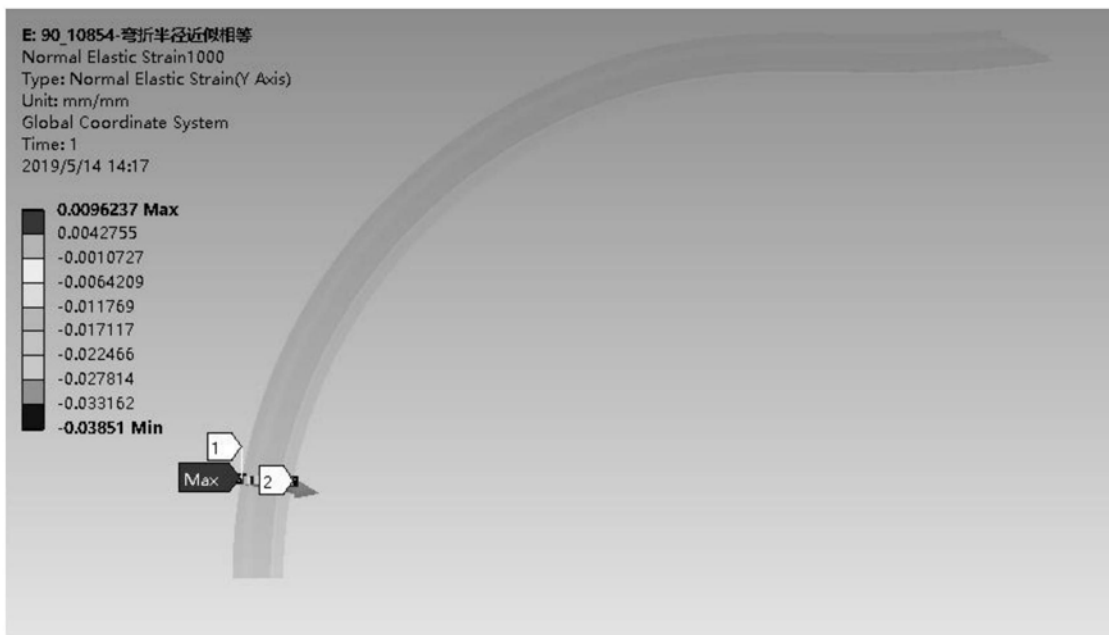 E: 90_10854-弯折半径近似相等
Normal Elastic Strain1000
Type: Normal Elastic Strain(Y Axis)
Unit: mm/mm
Global Coordinate System
Time: 1
2019/5/14 14:17
0.0096237 Max
0.0042755
-0.0010727
-0.0064209
-0.011769
-0.017117
-0.022466
-0.027814
-0.033162
-0.03851 Min
1
Max
2